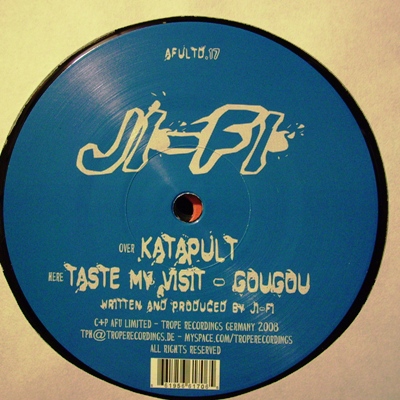 AFULTD.17
JI-FI
OVER KATAPULT
HERE TASTE MY VISIT - GOUGOU
WRITTEN AND PRODUCED BY JI-FI
C+P AFU LIMITED - TROPE RECORDINGS GERMANY 2008
TPM@TROPERECORDINGS.DE - MYSPACE.COM/TROPERECORDINGS
ALL RIGHTS RESERVED